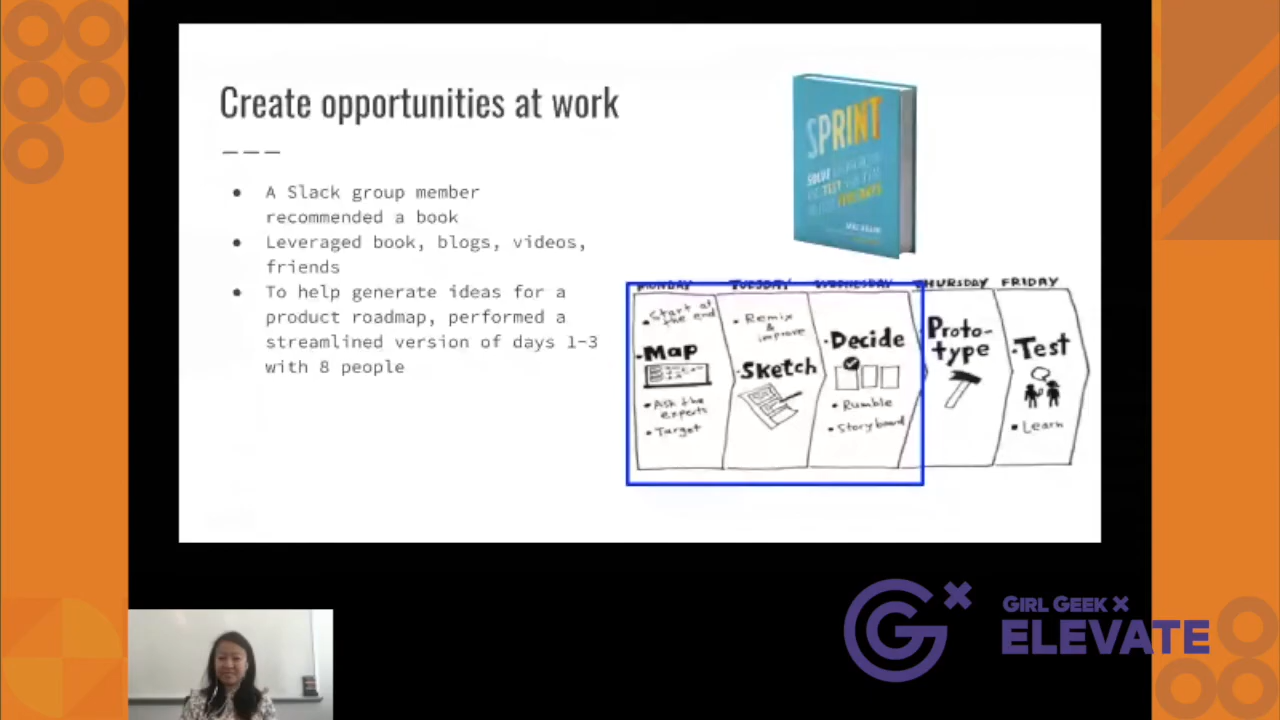 Create opportunities at work
● A Slack group member
recommended a book
● Leveraged book, blogs, videos,
friends
● To help generate ideas for a
product roadmap, performed a
streamlined version of days 1-3
with 8 people
SPRINT
SOLVE
TEST
MONDAY TUESDAY WEDNESDAY THURSDAY FRIDAY
• Start at
the end
• Map
• Ask the
experts
• Target
• Remix
&
improve
• Sketch
• Decide
• Rumble
• Storyboard
• Proto-
type
• Test
• Learn
GIRL GEEK X
ELEVATE